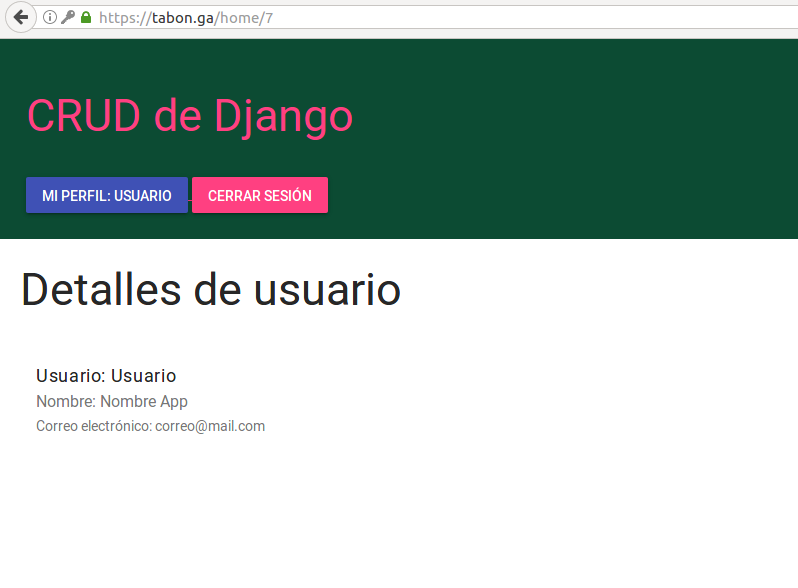 https://tabon.ga/home/7
CRUD de Django
MI PERFIL: USUARIO CERRAR SESIÓN
Detalles de usuario
Usuario: Usuario
Nombre: Nombre App
Correo electrónico: correo@mail.com